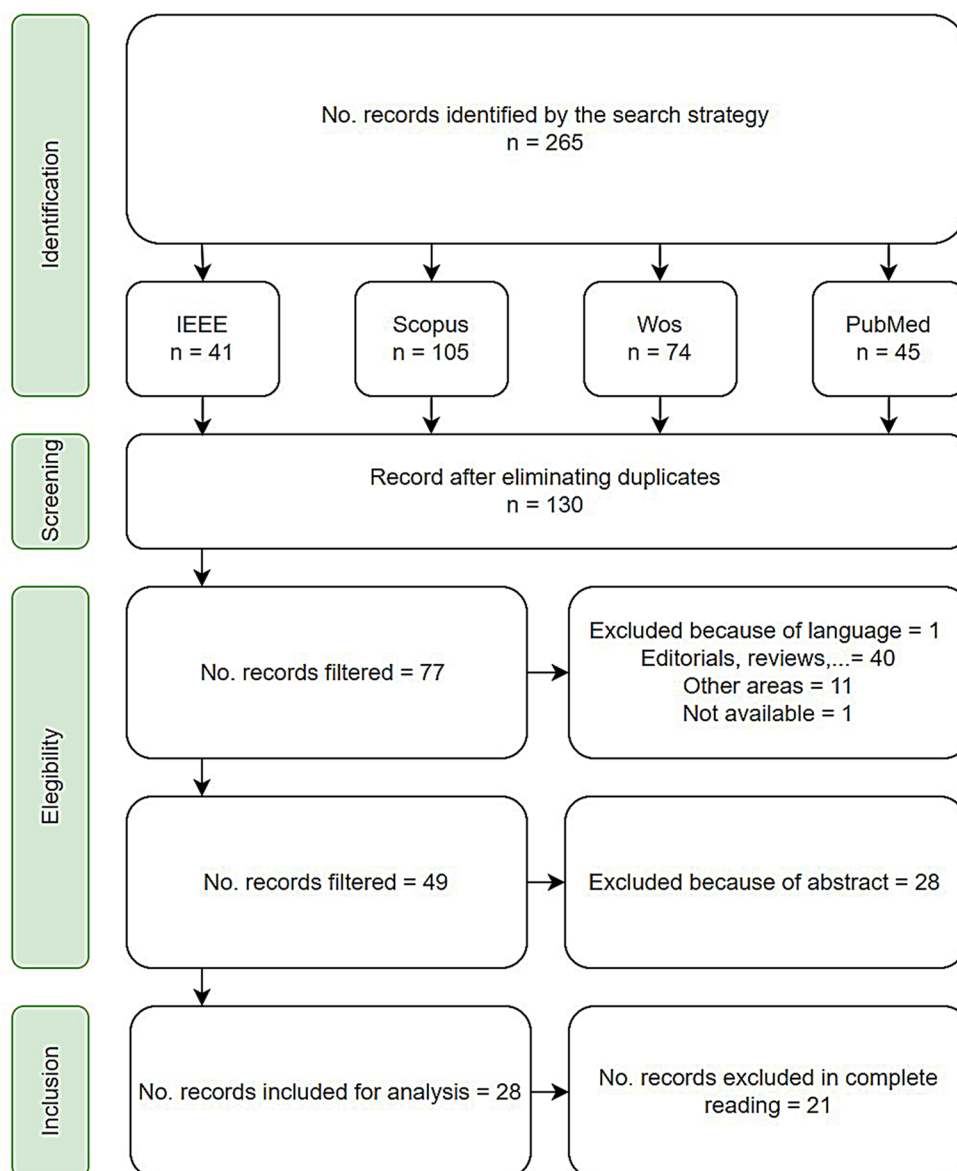 Identification
No. records identified by the search strategy
n = 265
IEEE
n = 41
Scopus
n = 105
Wos
n = 74
PubMed
n = 45
Screening
Record after eliminating duplicates
n = 130
Elegibility
No. records filtered = 77
Excluded because of language = 1
Editorials, reviews,...= 40
Other areas = 11
Not available = 1
No. records filtered = 49
Excluded because of abstract = 28
Inclusion
No. records included for analysis = 28
No. records excluded in complete
reading = 21